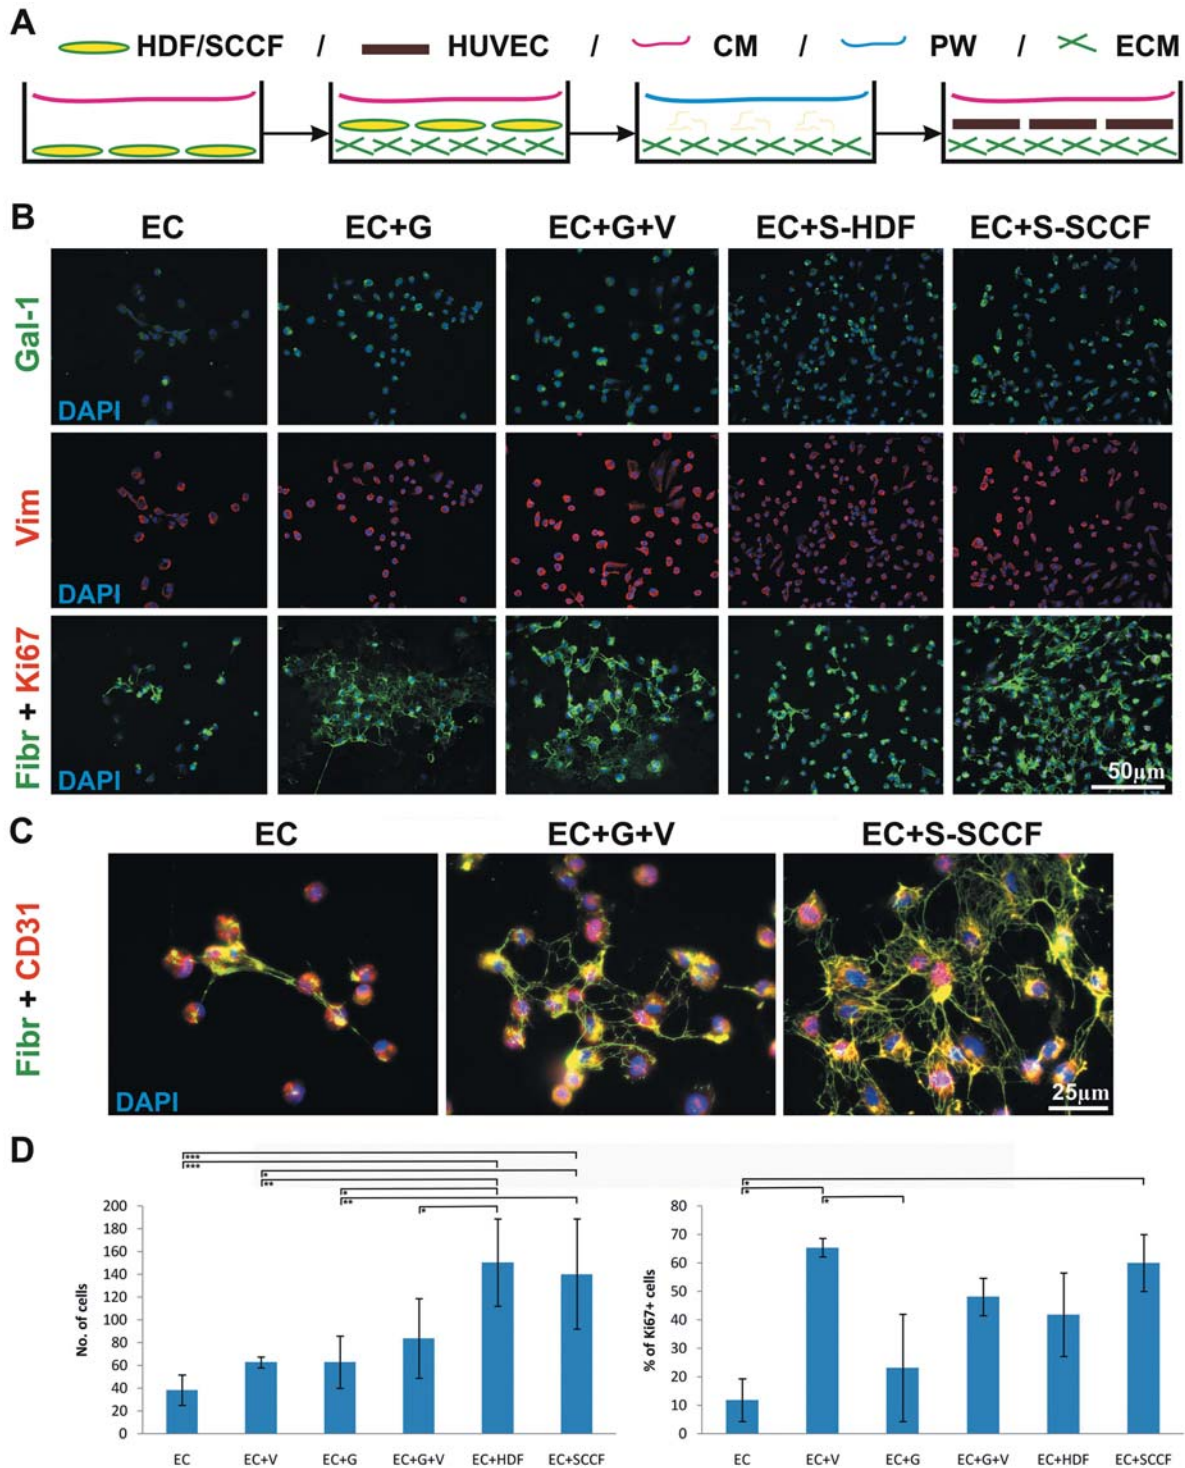 A
HDF/SCCF / HUVEC / CM / PW / ECM
B
EC EC+G EC+G+V EC+S-HDF EC+S-SCCF
Gal-1
DAPI
Vim
DAPI
Fibr + Ki67
DAPI
50µm
C
EC EC+G+V EC+S-SCCF
Fibr + CD31
DAPI
25µm
D
***
***
*
**
*
**
*
No. of cells
200
180
160
140
120
100
80
60
40
20
0
EC EC+V EC+G EC+G+V EC+HDF EC+SCCF
*
*
*
% of Ki67+ cells
80
70
60
50
40
30
20
10
0
EC EC+V EC+G EC+G+V EC+HDF EC+SCCF